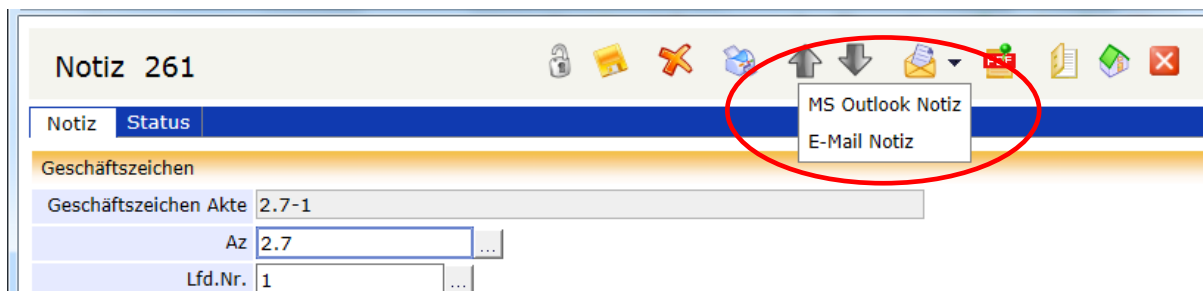 Notiz 261
PDF
MS Outlook Notiz
E-Mail Notiz
Notiz Status
Geschäftszeichen
Geschäftszeichen Akte 2.7-1
Az 2.7 ...
Lfd.Nr. 1 ...